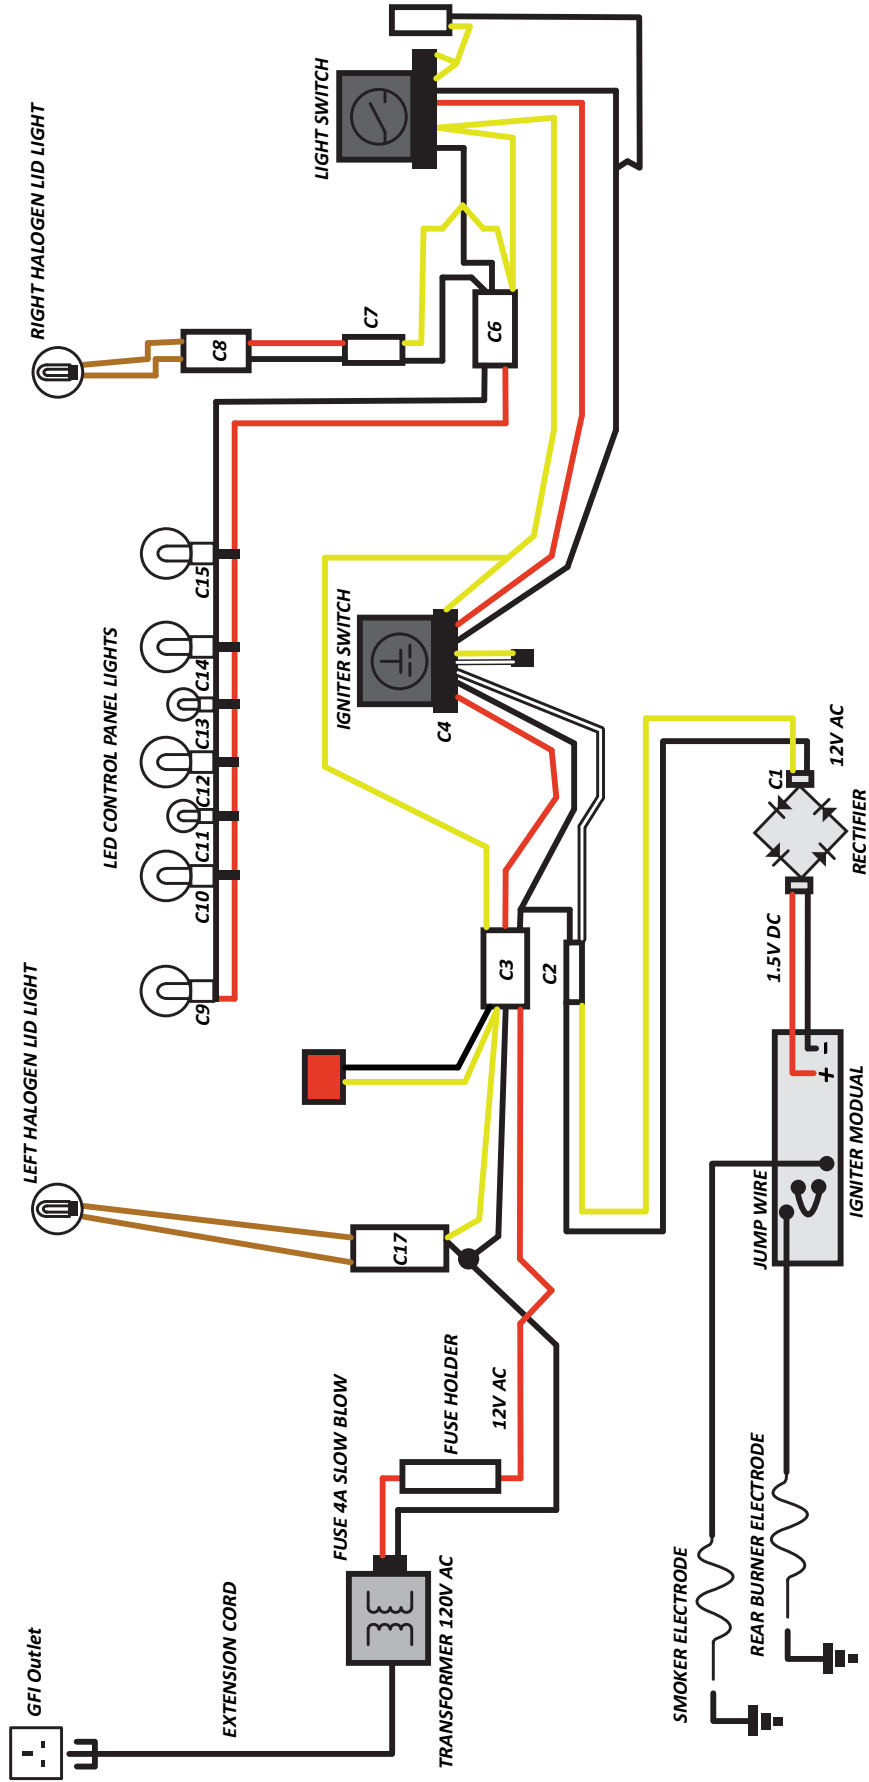 GFI Outlet
EXTENSION CORD
TRANSFORMER 120V AC
FUSE 4A SLOW BLOW
FUSE HOLDER
12V AC
LEFT HALOGEN LID LIGHT
C17
C3
C2
LED CONTROL PANEL LIGHTS
C9
C10
C11
C12
C13
C14
C15
RIGHT HALOGEN LID LIGHT
C8
C7
C6
LIGHT SWITCH
IGNITER SWITCH
C4
SMOKER ELECTRODE
REAR BURNER ELECTRODE
JUMP WIRE
IGNITER MODUAL
+ -
1.5V DC
RECTIFIER
C1
12V AC